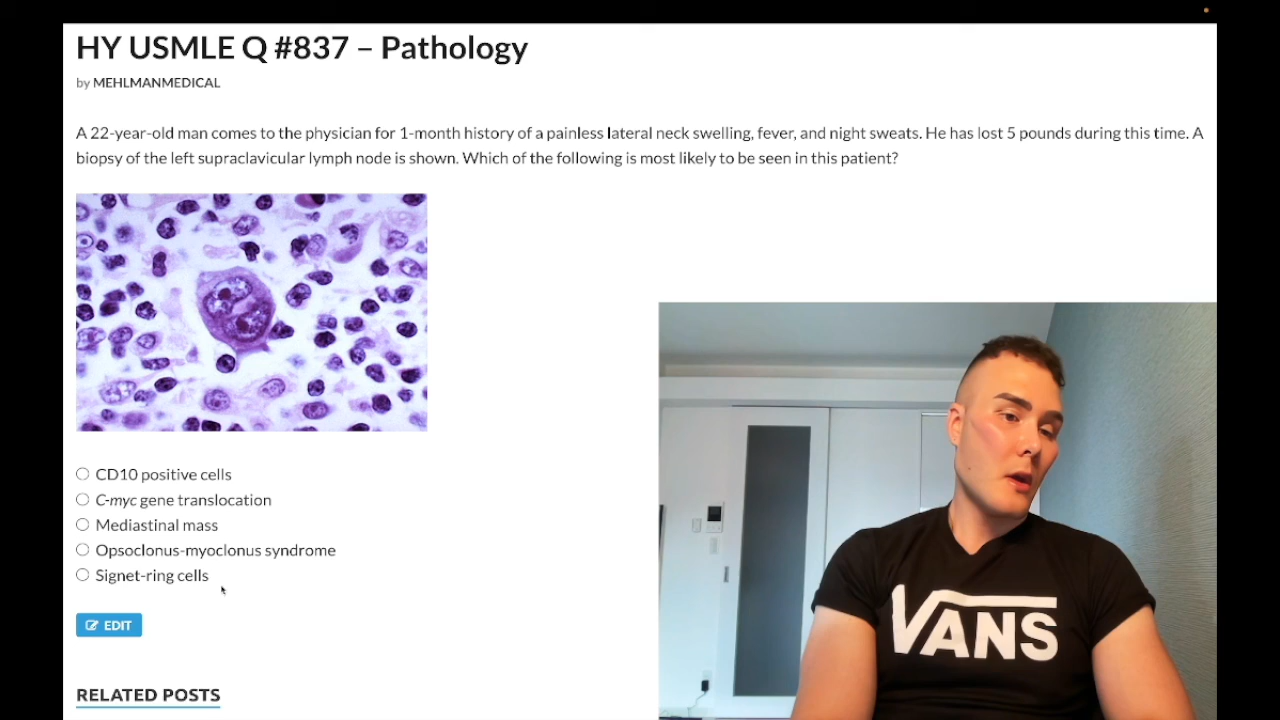 HY USMLE Q #837 – Pathology
by MEHLMANMEDICAL
A 22-year-old man comes to the physician for 1-month history of a painless lateral neck swelling, fever, and night sweats. He has lost 5 pounds during this time. A
biopsy of the left supraclavicular lymph node is shown. Which of the following is most likely to be seen in this patient?
CD10 positive cells
C-myc gene translocation
Mediastinal mass
Opsoclonus-myoclonus syndrome
Signet-ring cells
EDIT
RELATED POSTS
VANS